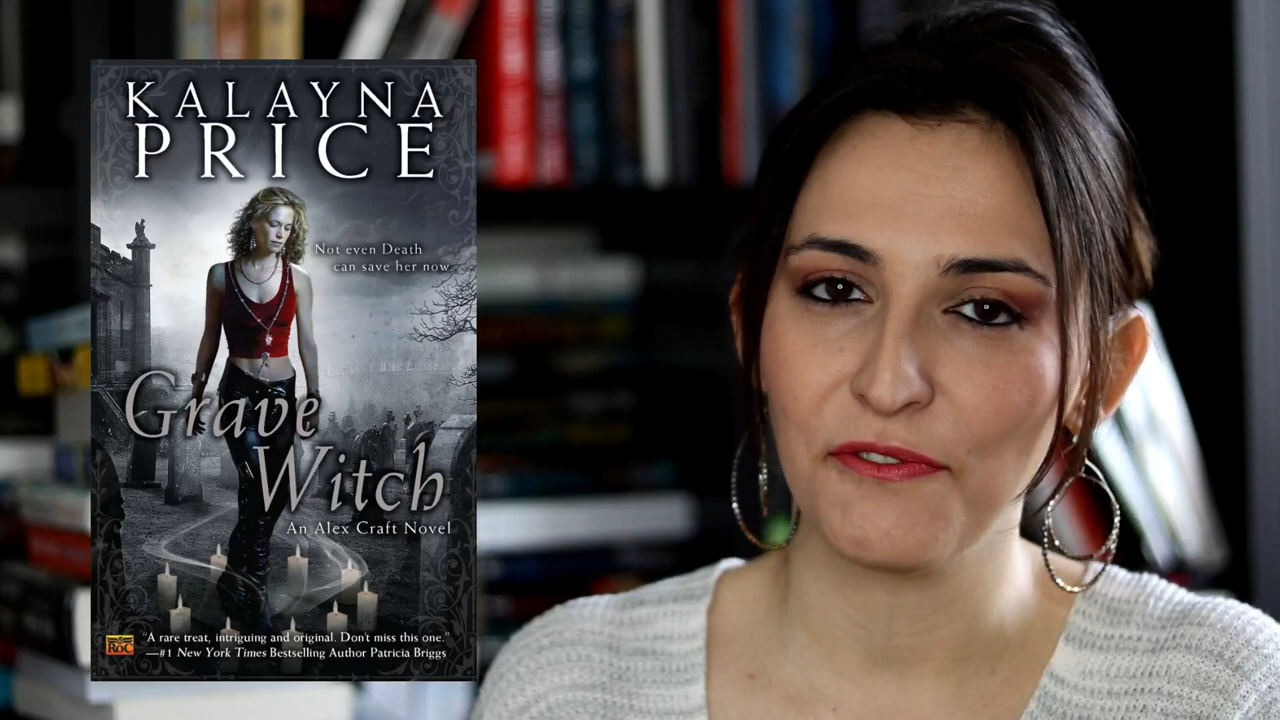 KALAYNA
PRICE
Not even Death
can save her now.
Grave
Witch
An Alex Craft Novel
ROC
"A rare treat, intriguing and original. Don't miss this one."
—#1 New York Times Bestselling Author Patricia Briggs